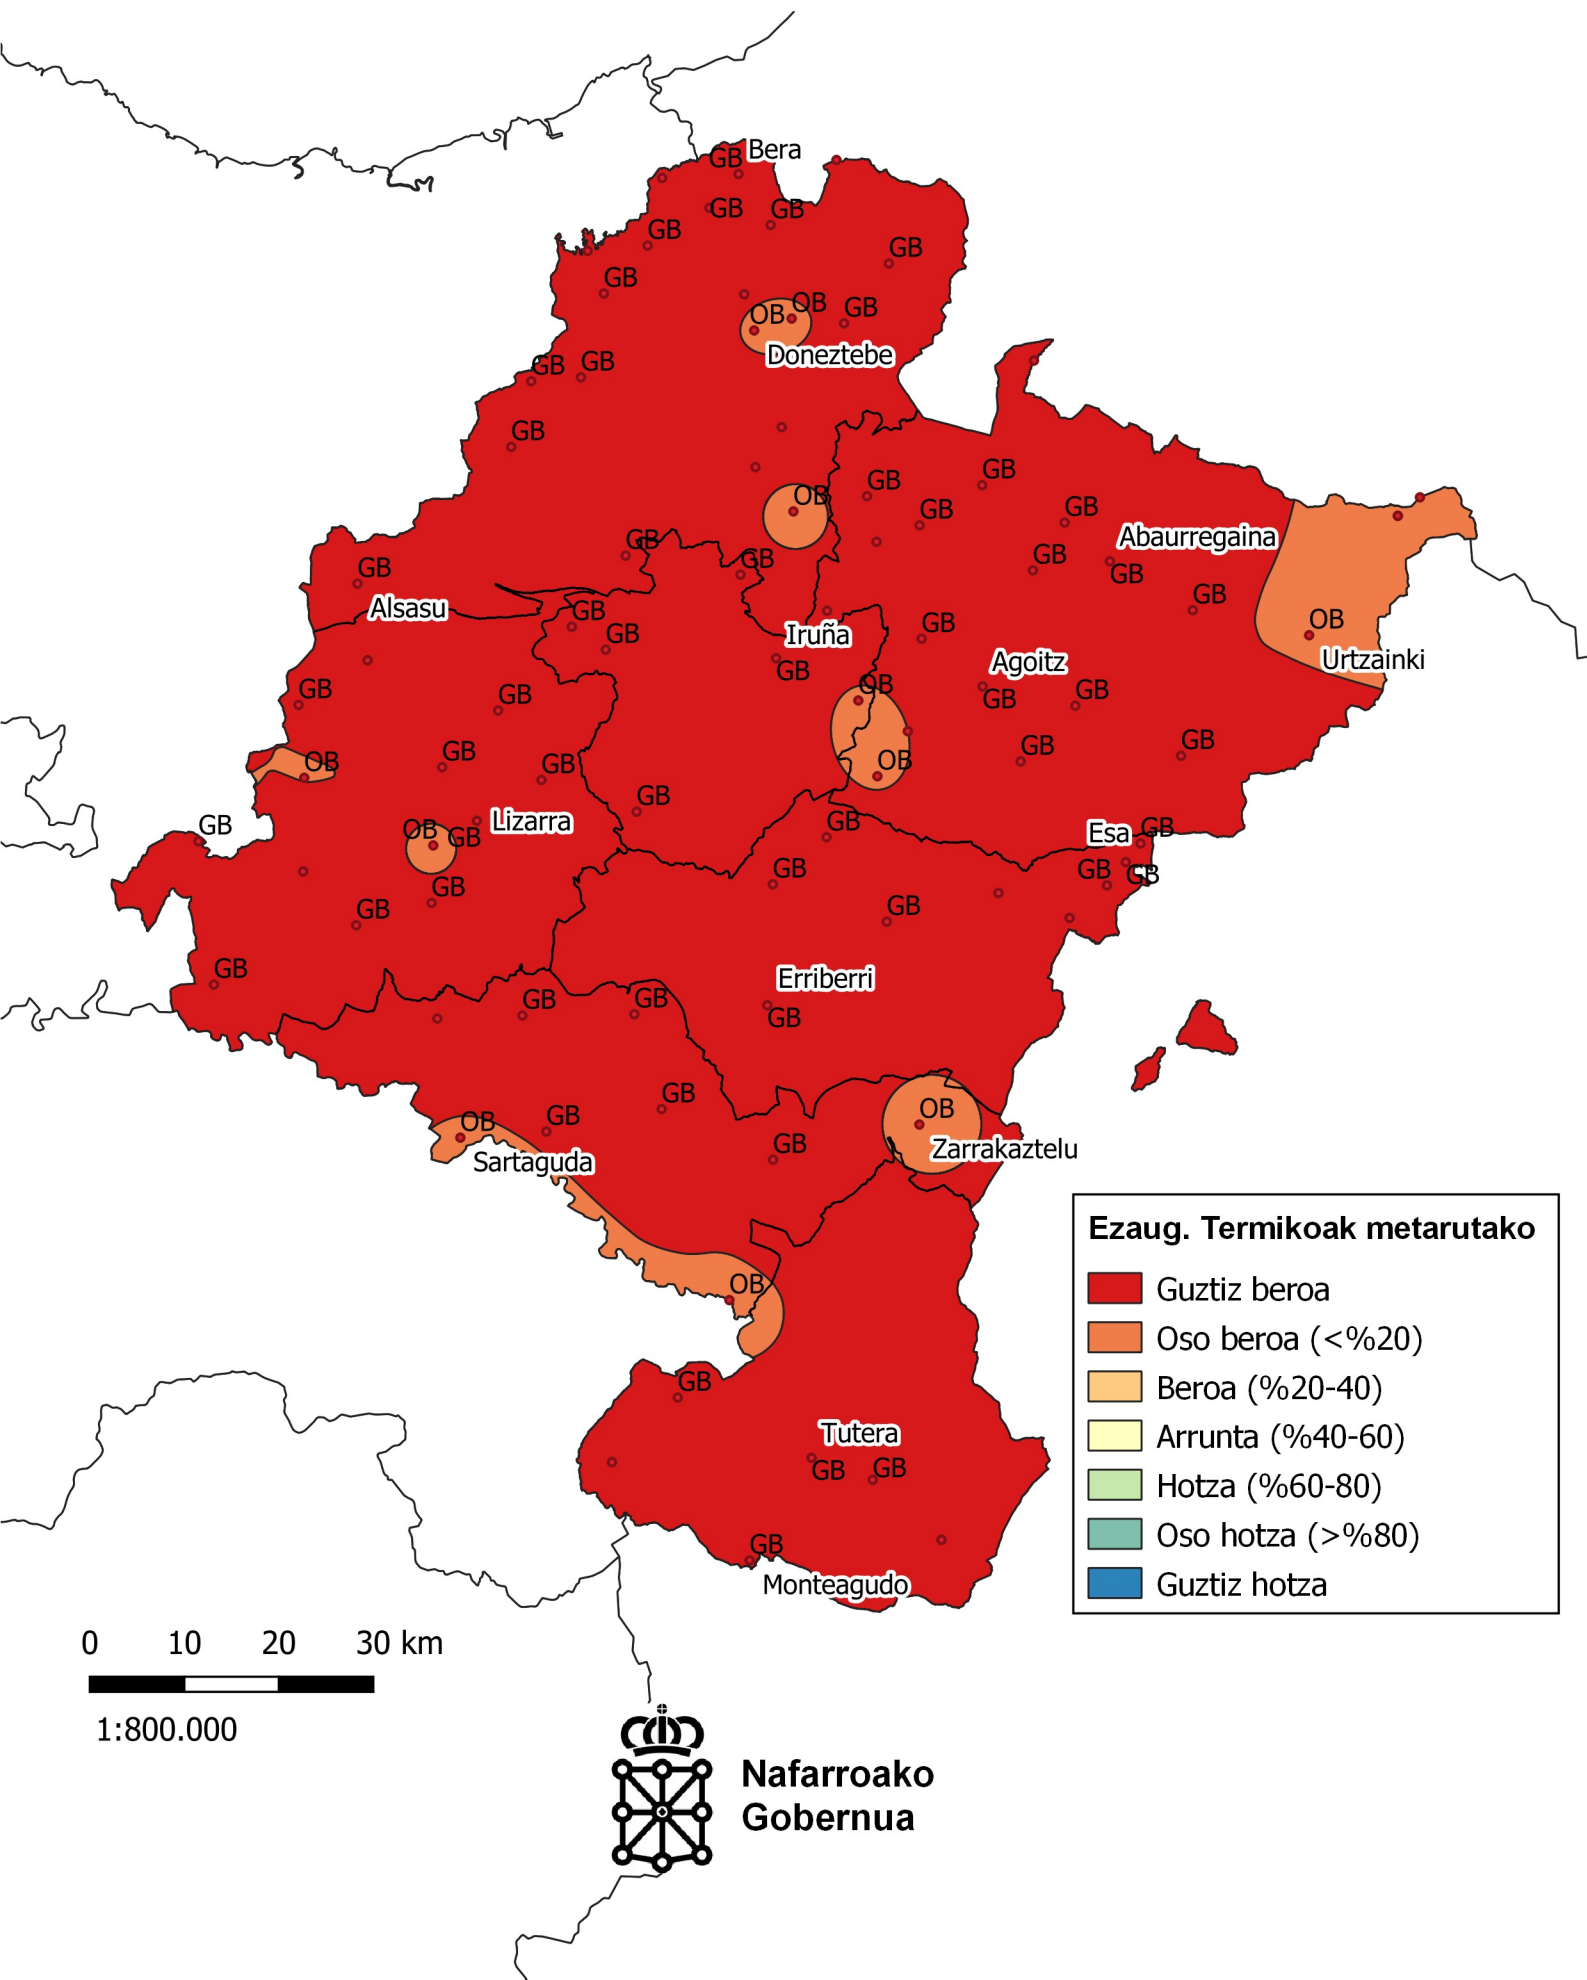 GB Bera
GB GB
GB
GB
GB
OB OB GB
Doneztebe
GB GB
GB
GB
GB
OB
GB
GB
GB
Abaurregaina
GB
GB
GB
GB
GB
Alsasu
GB
GB
Iruña
GB
OB
GB
Agoitz
Urtzainki
GB
OB
GB
GB
GB
GB
GB
GB
OB
GB
GB
OB
GB
Lizarra
OB GB
GB
GB
Esa
GB
GB
GB
GB
GB
GB
GB
GB
Erriberri
GB
GB
GB
GB
GB
OB
OB
GB
GB
Sartaguda
Zarrakaztelu
OB
GB
Tutera
GB
GB
GB
Monteagudo
Ezaug. Termikoak metarutako
Guztiz beroa
Oso beroa (<%20)
Beroa (%20-40)
Arrunta (%40-60)
Hotza (%60-80)
Oso hotza (>%80)
Guztiz hotza
0 10 20 30 km
1:800.000
Nafarroako
Gobernua